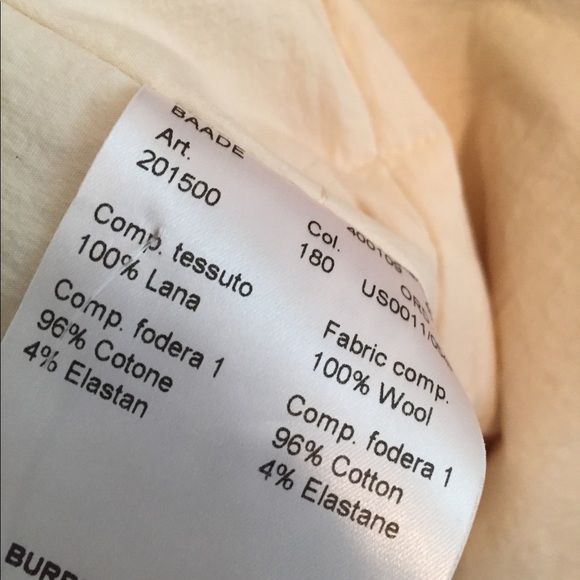 BAADE
Art.
201500
Col.
180
Comp. tessuto
100% Lana
Fabric comp.
100% Wool
Comp. fodera 1
96% Cotone
4% Elastan
Comp. fodera 1
96% Cotton
4% Elastane